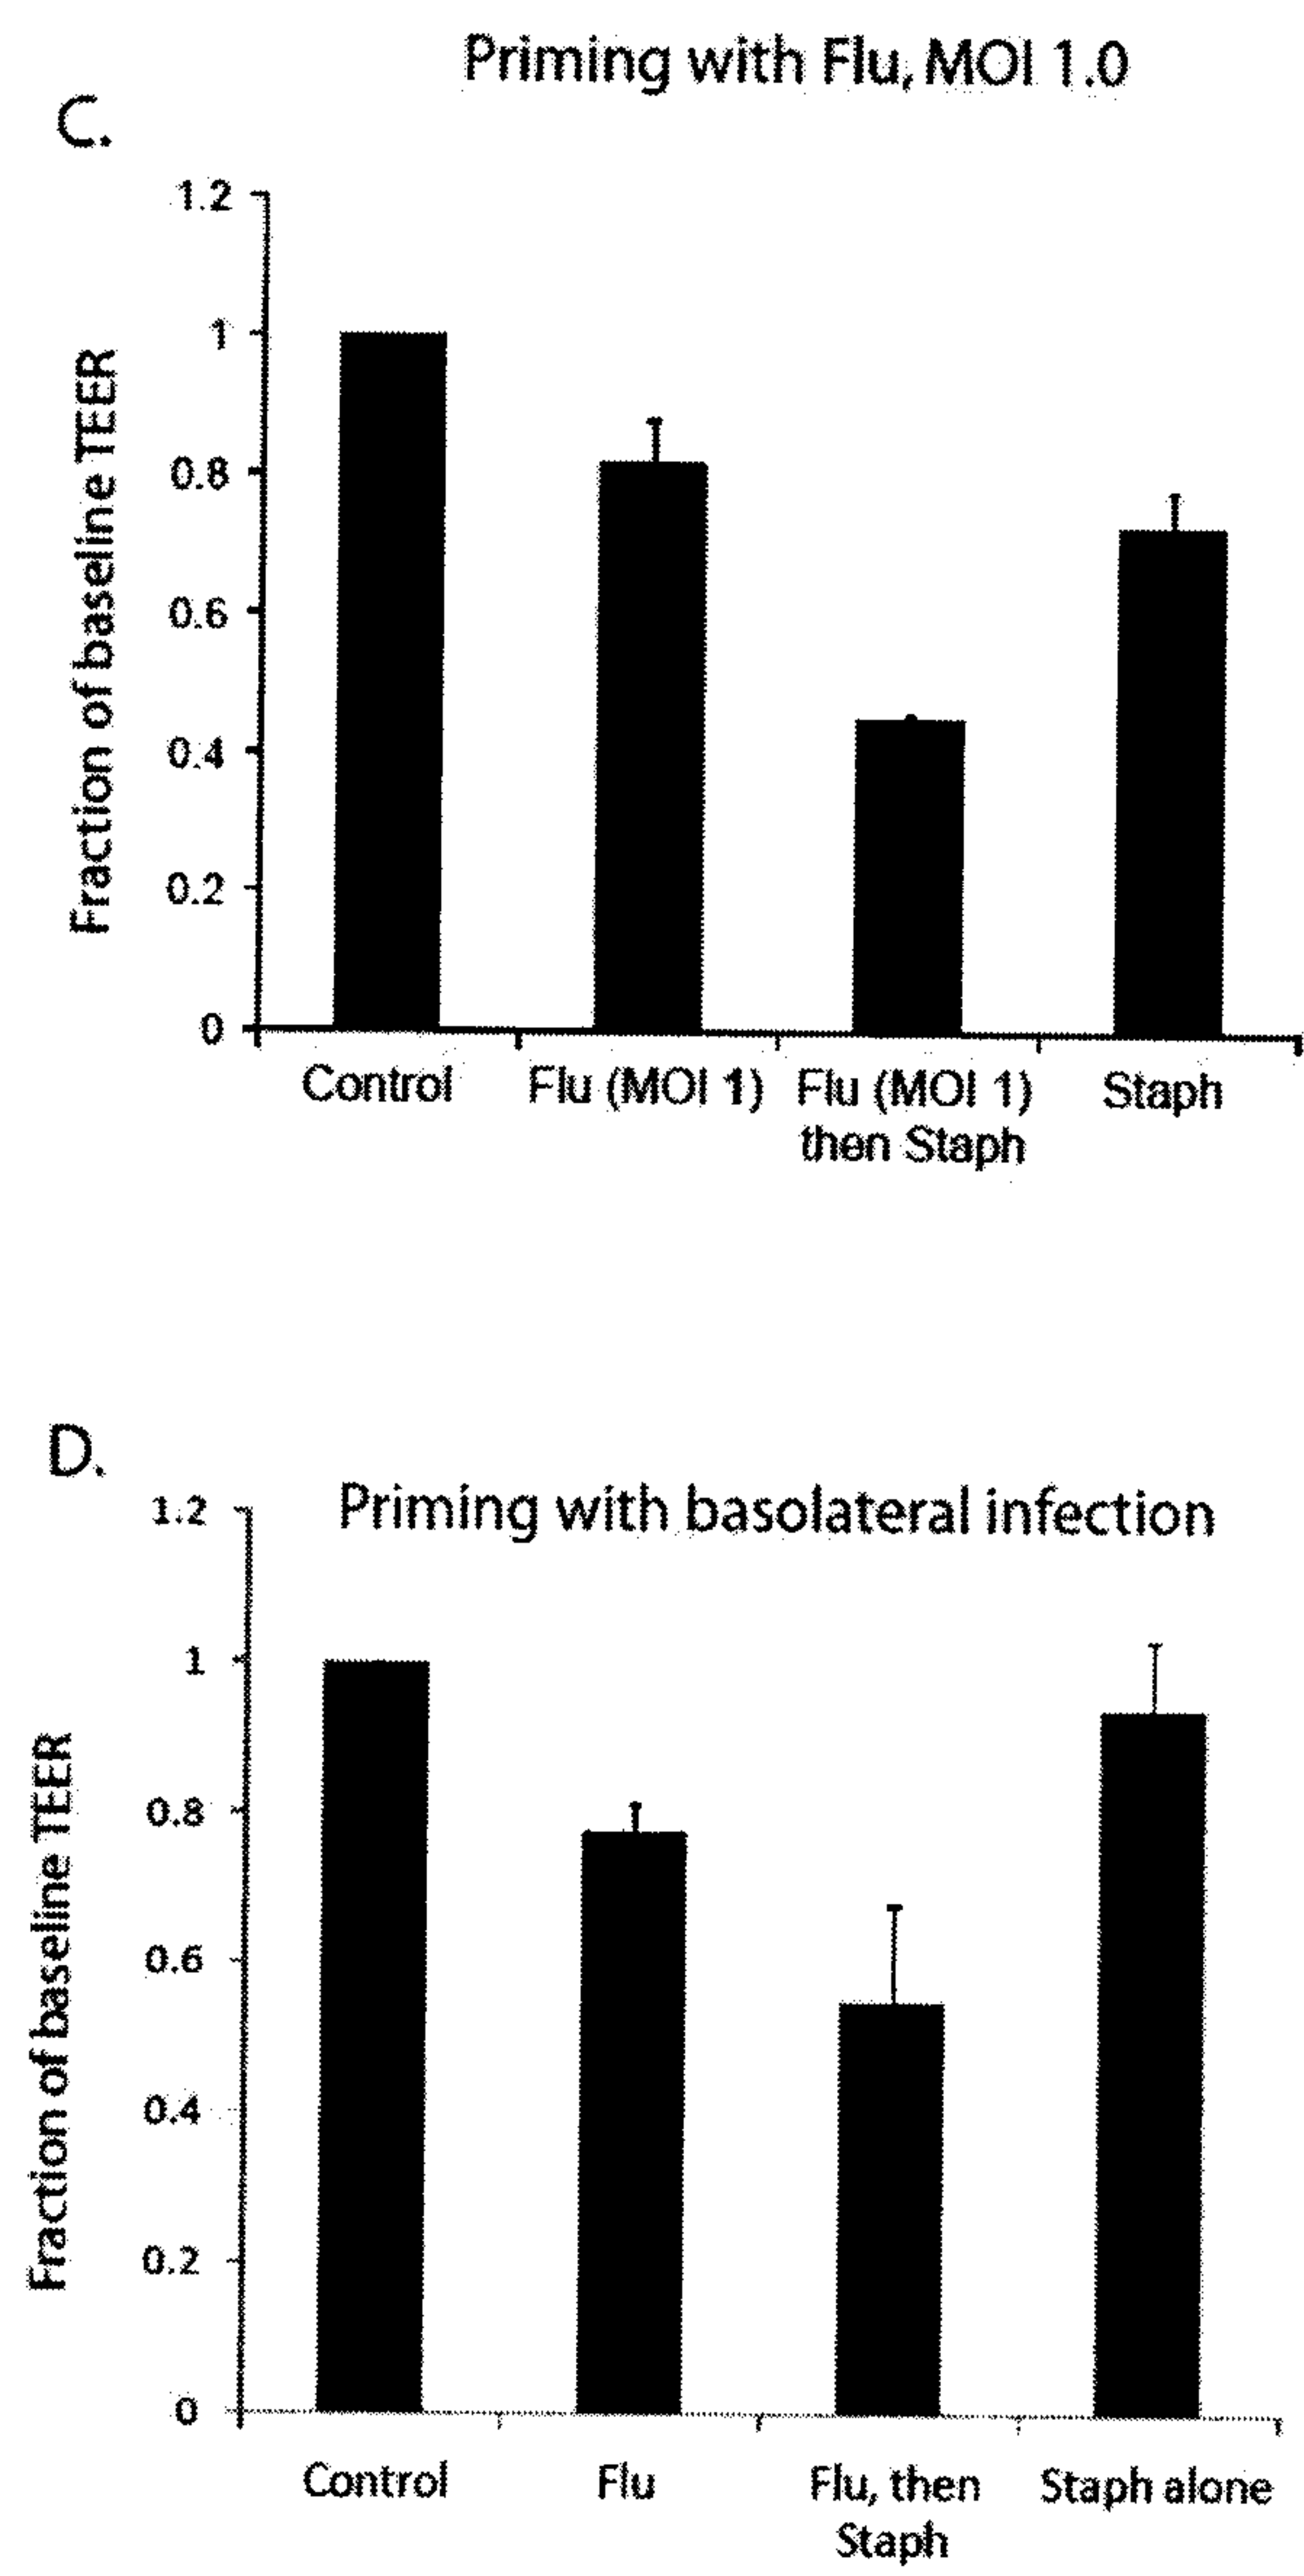 Priming with Flu, MOI 1.0
C.
1.2
1
0.8
0.6
0.4
0.2
0
Fraction of baseline TEER
Control
Flu (MOI 1)
Flu (MOI 1)
then Staph
Staph
D.
Priming with basolateral infection
1.2
1
0.8
0.6
0.4
0.2
0
Fraction of baseline TEER
Control
Flu
Flu, then
Staph
Staph alone